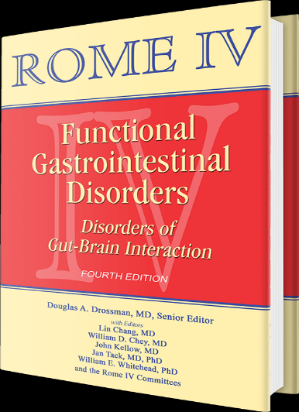 ROME IV
IV
Functional
Gastrointestinal
Disorders
Disorders of
Gut-Brain Interaction
FOURTH EDITION
Douglas A. Drossman, MD, Senior Editor
with Editors
Lin Chang, MD
William D. Chey, MD
John Kellow, MD
Jan Tack, MD, PhD
William E. Whitehead, PhD
and the Rome IV Committees